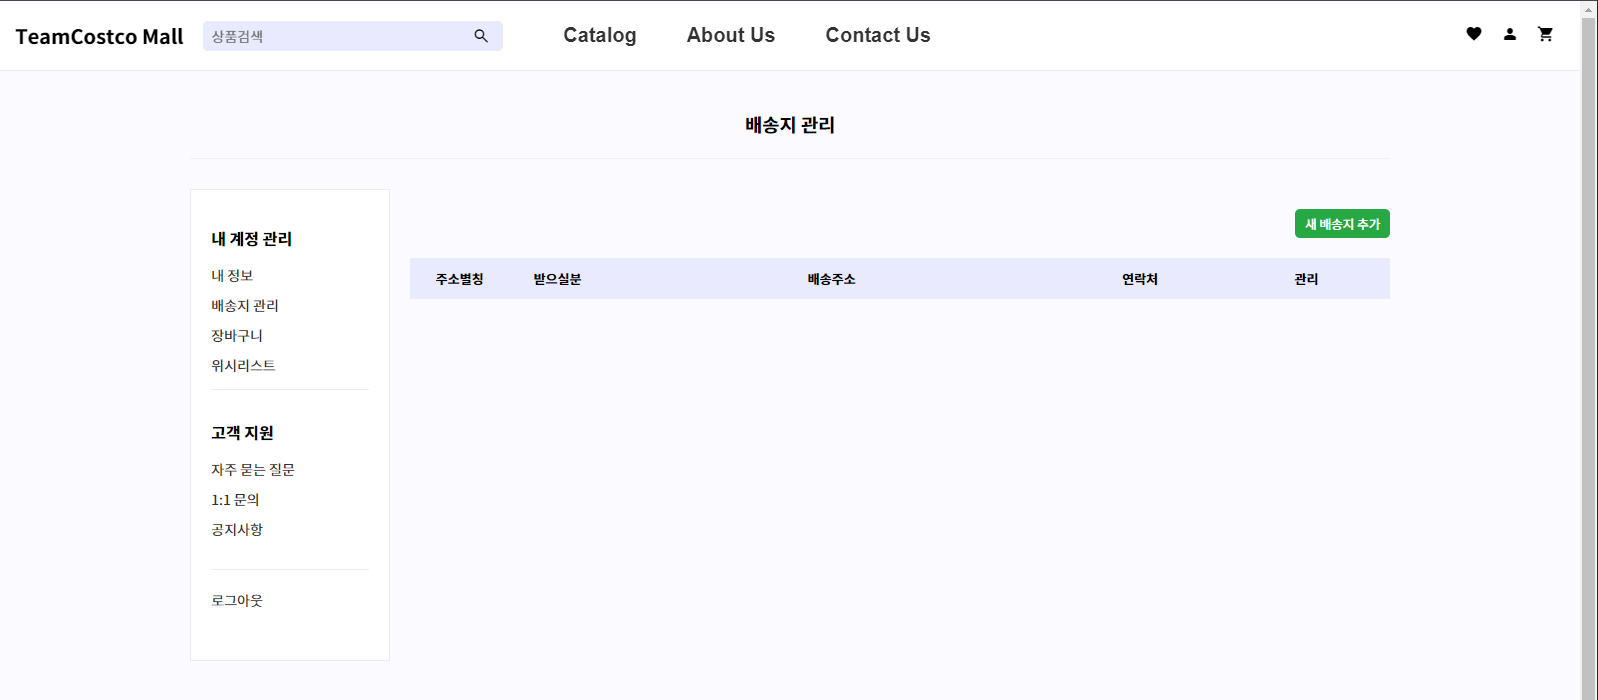 TeamCostco Mall
상품검색
Catalog
About Us
Contact Us
배송지 관리
내 계정 관리
내 정보
배송지 관리
장바구니
위시리스트
고객 지원
자주 묻는 질문
1:1 문의
공지사항
로그아웃
새 배송지 추가
주소별칭 받으실분 배송주소 연락처 관리